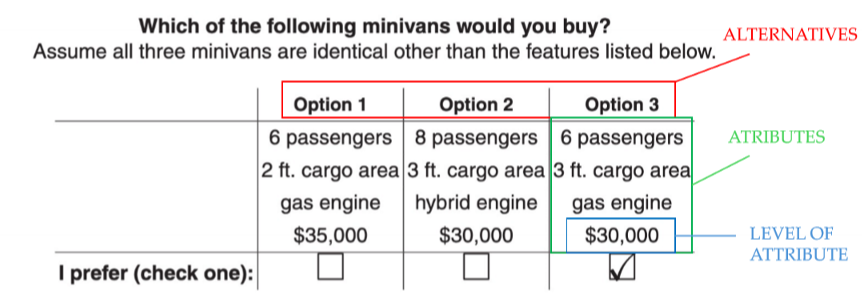 Which of the following minivans would you buy?
ALTERNATIVES
Assume all three minivans are identical other than the features listed below.
Option 1 Option 2 Option 3
6 passengers 8 passengers 6 passengers ATRIBUTES
2 ft. cargo area 3 ft. cargo area 3 ft. cargo area
gas engine hybrid engine gas engine
$35,000 $30,000 $30,000 LEVEL OF
ATTRIBUTE
I prefer (check one):